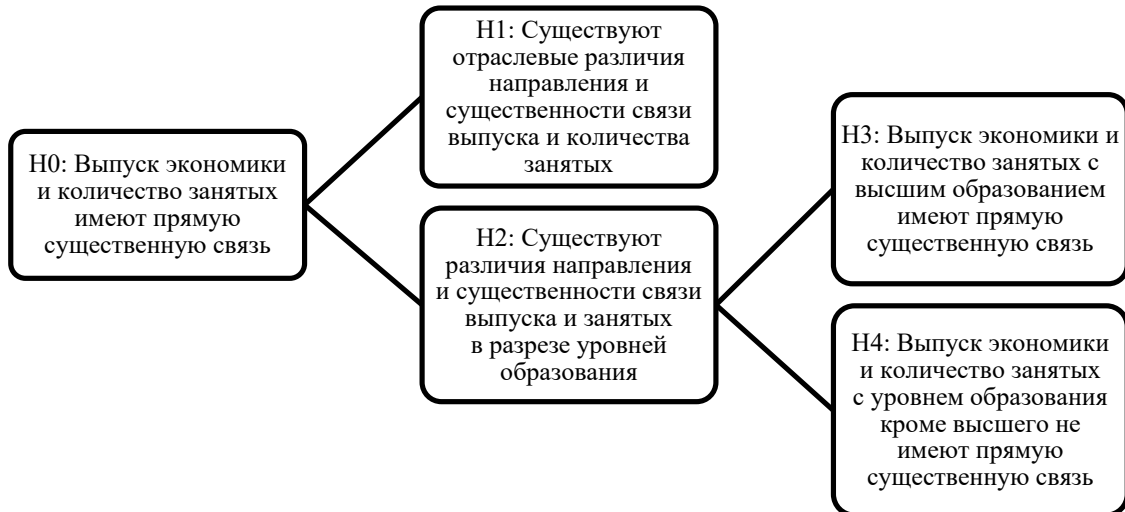 H0: Выпуск экономики
и количество занятых
имеют прямую
существенную связь
H1: Существуют
отраслевые различия
направления и
существенности связи
выпуска и количества
занятых
H2: Существуют
различия направления
и существенности связи
выпуска и занятых
в разрезе уровней
образования
H3: Выпуск экономики и
количество занятых с
высшим образованием
имеют прямую
существенную связь
H4: Выпуск экономики
и количество занятых
с уровнем образования
кроме высшего не
имеют прямую
существенную связь